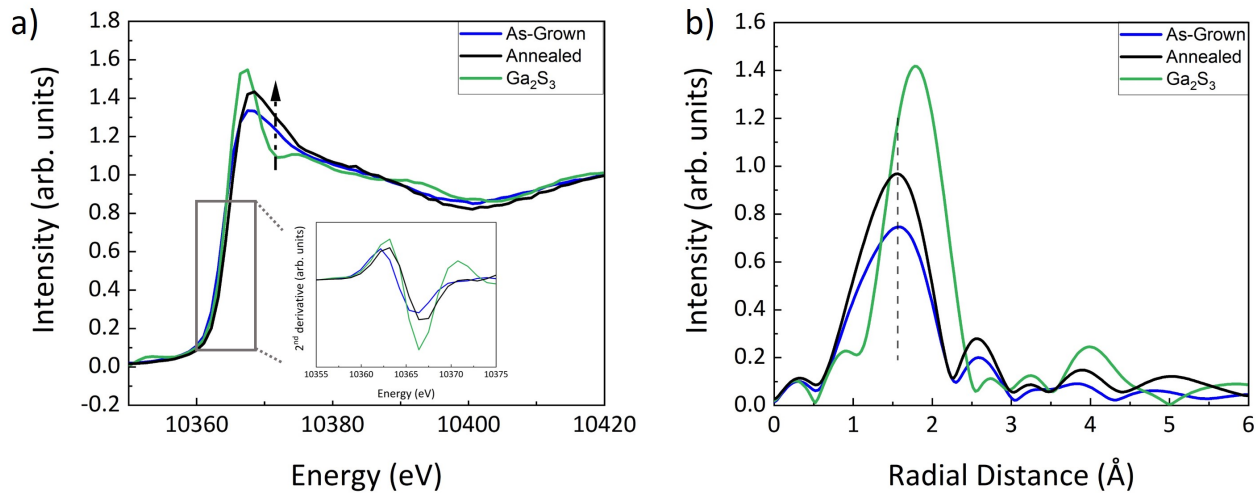 a)
Intensity (arb. units)
1.8
1.6
1.4
1.2
1.0
0.8
0.6
0.4
0.2
0.0
-0.2
As-Grown
Annealed
Ga₂S₃
2nd derivative (arb. units)
10355 10360 10365 10370 10375
Energy (eV)
10360 10380 10400 10420
Energy (eV)
b)
Intensity (arb. units)
1.6
1.4
1.2
1.0
0.8
0.6
0.4
0.2
0.0
As-Grown
Annealed
Ga₂S₃
0 1 2 3 4 5 6
Radial Distance (Å)